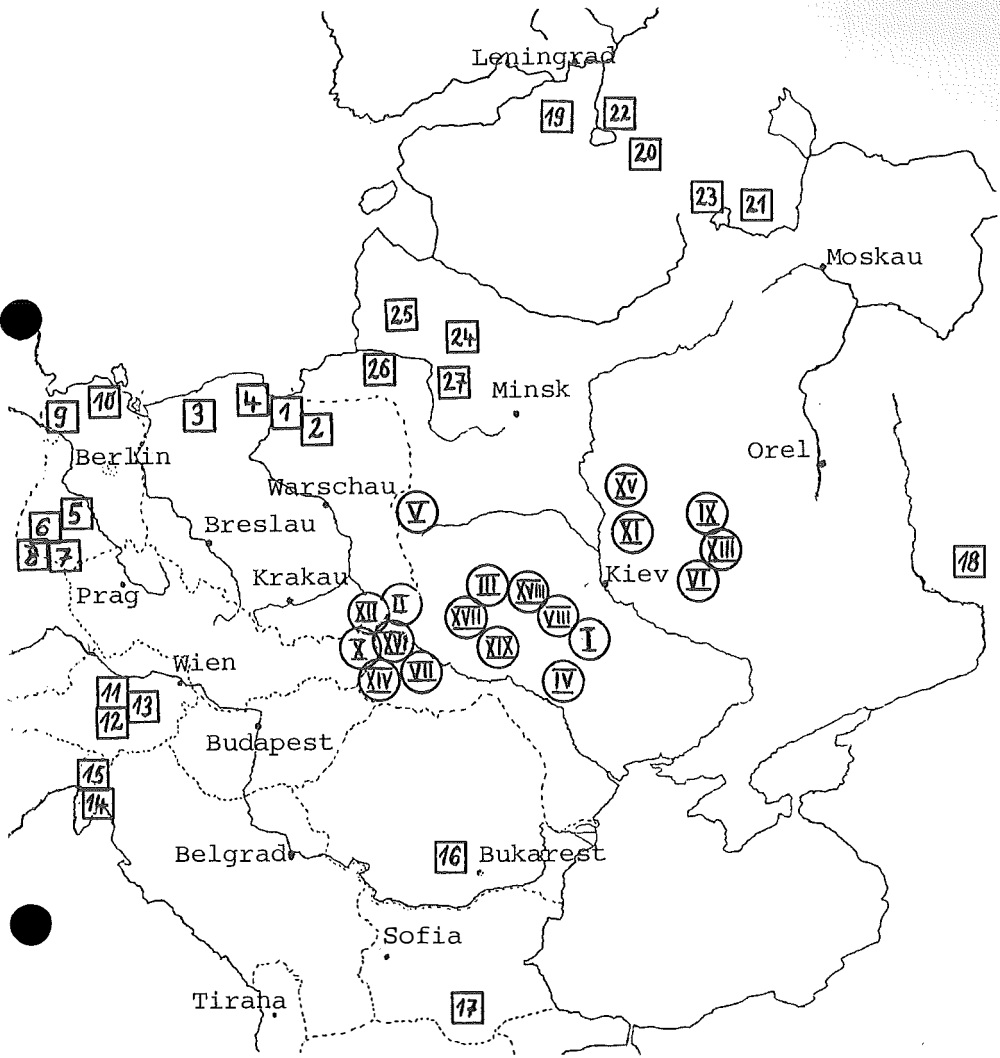 Leningrad
19
22
20
23
21
Moskau
25
24
26
27
Minsk
9
10
3
4
1
2
Berlin
Orel
Warschau
XV
V
IX
5
6
Breslau
XI
8
7
XIII
18
Krakau
III
XVIII
Kiev
VI
Prag
XII
II
XVII
VIII
I
X
XVI
XIX
Wien
XIV
VII
IV
11
13
12
Budapest
15
14
Belgrad
16
Bukarest
Sofia
Tirana
17